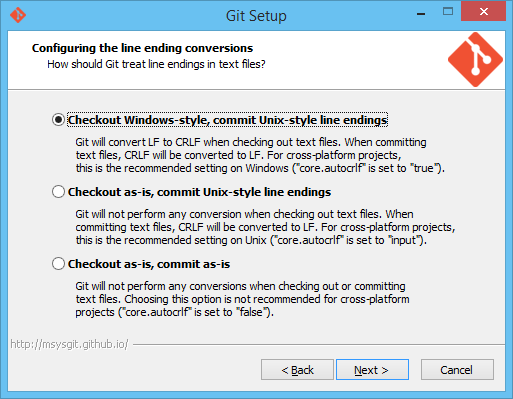 Git Setup
Configuring the line ending conversions
How should Git treat line endings in text files?
Checkout Windows-style, commit Unix-style line endings
Git will convert LF to CRLF when checking out text files. When committing
text files, CRLF will be converted to LF. For cross-platform projects,
this is the recommended setting on Windows ("core.autocrlf" is set to "true").
Checkout as-is, commit Unix-style line endings
Git will not perform any conversion when checking out text files. When
committing text files, CRLF will be converted to LF. For cross-platform projects,
this is the recommended setting on Unix ("core.autocrlf" is set to "input").
Checkout as-is, commit as-is
Git will not perform any conversions when checking out or committing
text files. Choosing this option is not recommended for cross-platform
projects ("core.autocrlf" is set to "false").
http://msysgit.github.io/
< Back
Next >
Cancel